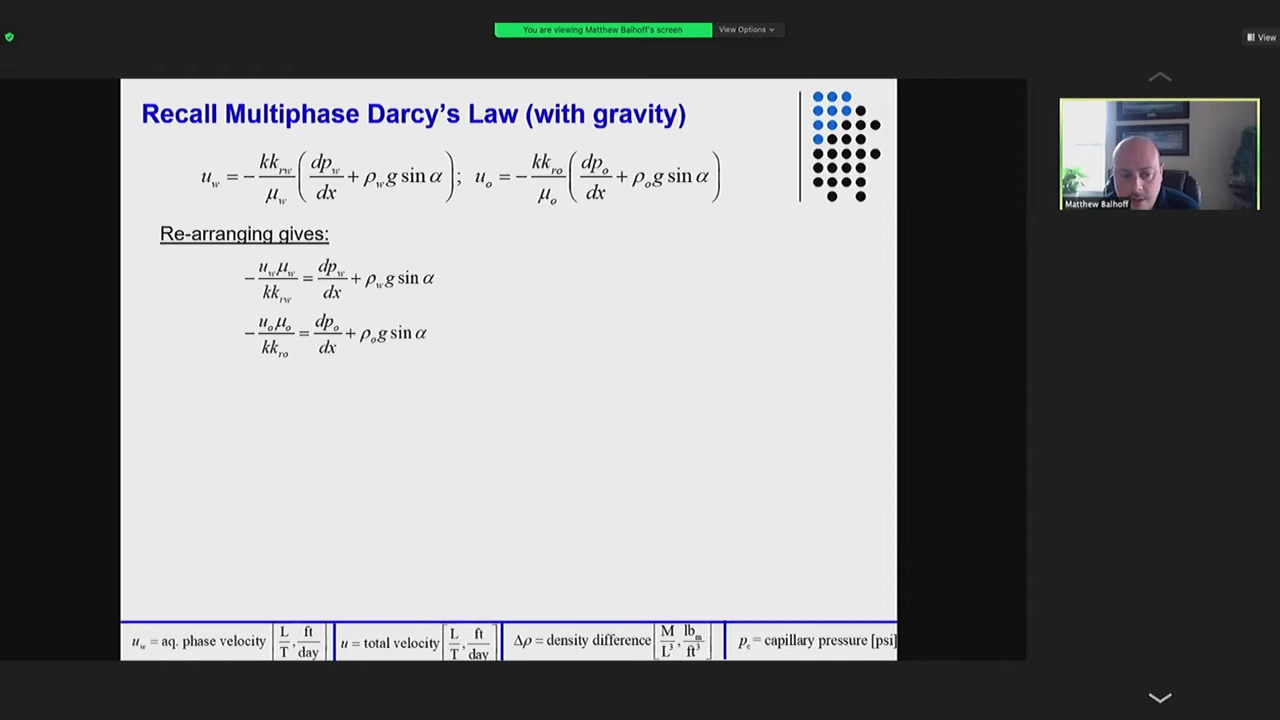 You are viewing Matthew Balhoff's screen
View Options
View
Recall Multiphase Darcy's Law (with gravity)
u_w = −(kk_rw/μ_w)(dp_w/dx + ρ_w g sin α); u_o = −(kk_ro/μ_o)(dp_o/dx + ρ_o g sin α)
Matthew Balhoff
Re-arranging gives:
−u_w μ_w/kk_rw = dp_w/dx + ρ_w g sin α
−u_o μ_o/kk_ro = dp_o/dx + ρ_o g sin α
u_w = aq. phase velocity [L/T, ft/day] u = total velocity [L/T, ft/day] Δρ = density difference [M/L³, lb_m/ft³] p_c = capillary pressure [psi]